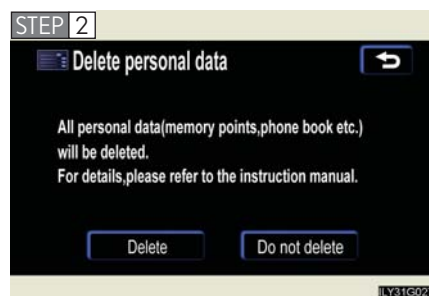 STEP 2
Delete personal data
All personal data(memory points,phone book etc.)
will be deleted.
For details,please refer to the instruction manual.
Delete Do not delete
ILY31G02